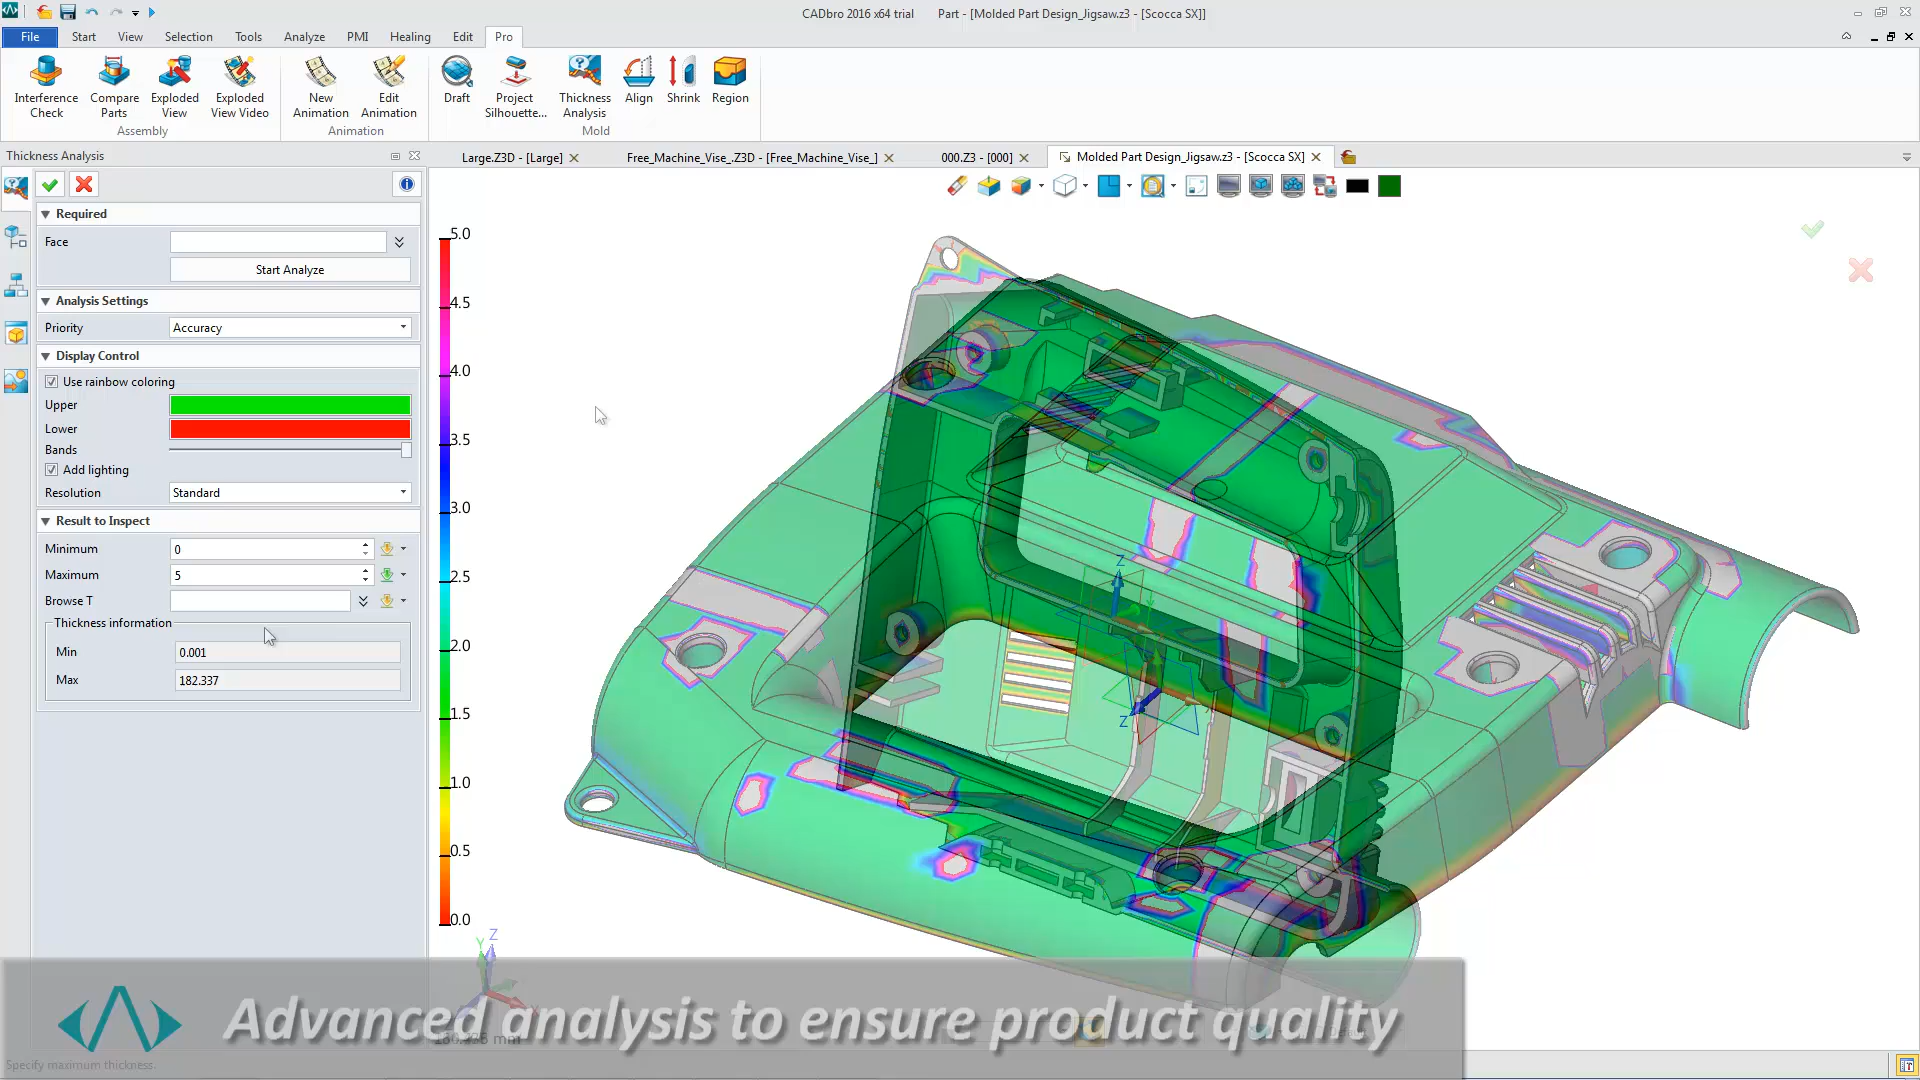 CADbro 2016 x64 trial Part - [Molded Part Design_Jigsaw.z3 - [Scocca SX]]
File Start View Selection Tools Analyze PMI Healing Edit Pro
Interference Check
Compare Parts
Exploded View
Exploded View Video
New Animation
Edit Animation
Draft
Project Silhouette...
Thickness Analysis
Align
Shrink
Region
Assembly
Animation
Mold
Thickness Analysis
Large.Z3D - [Large]
Free_Machine_Vise_.Z3D - [Free_Machine_Vise_]
000.Z3 - [000]
Molded Part Design_Jigsaw.z3 - [Scocca SX]
Required
Face
Start Analyze
Analysis Settings
Priority Accuracy
Display Control
Use rainbow coloring
Upper
Lower
Bands
Add lighting
Resolution Standard
Result to Inspect
Minimum 0
Maximum 5
Browse T
Thickness information
Min 0.001
Max 182.337
5.0
4.5
4.0
3.5
3.0
2.5
2.0
1.5
1.0
0.5
0.0
Z
Z
Y Z
Advanced analysis to ensure product quality
Specify maximum thickness.